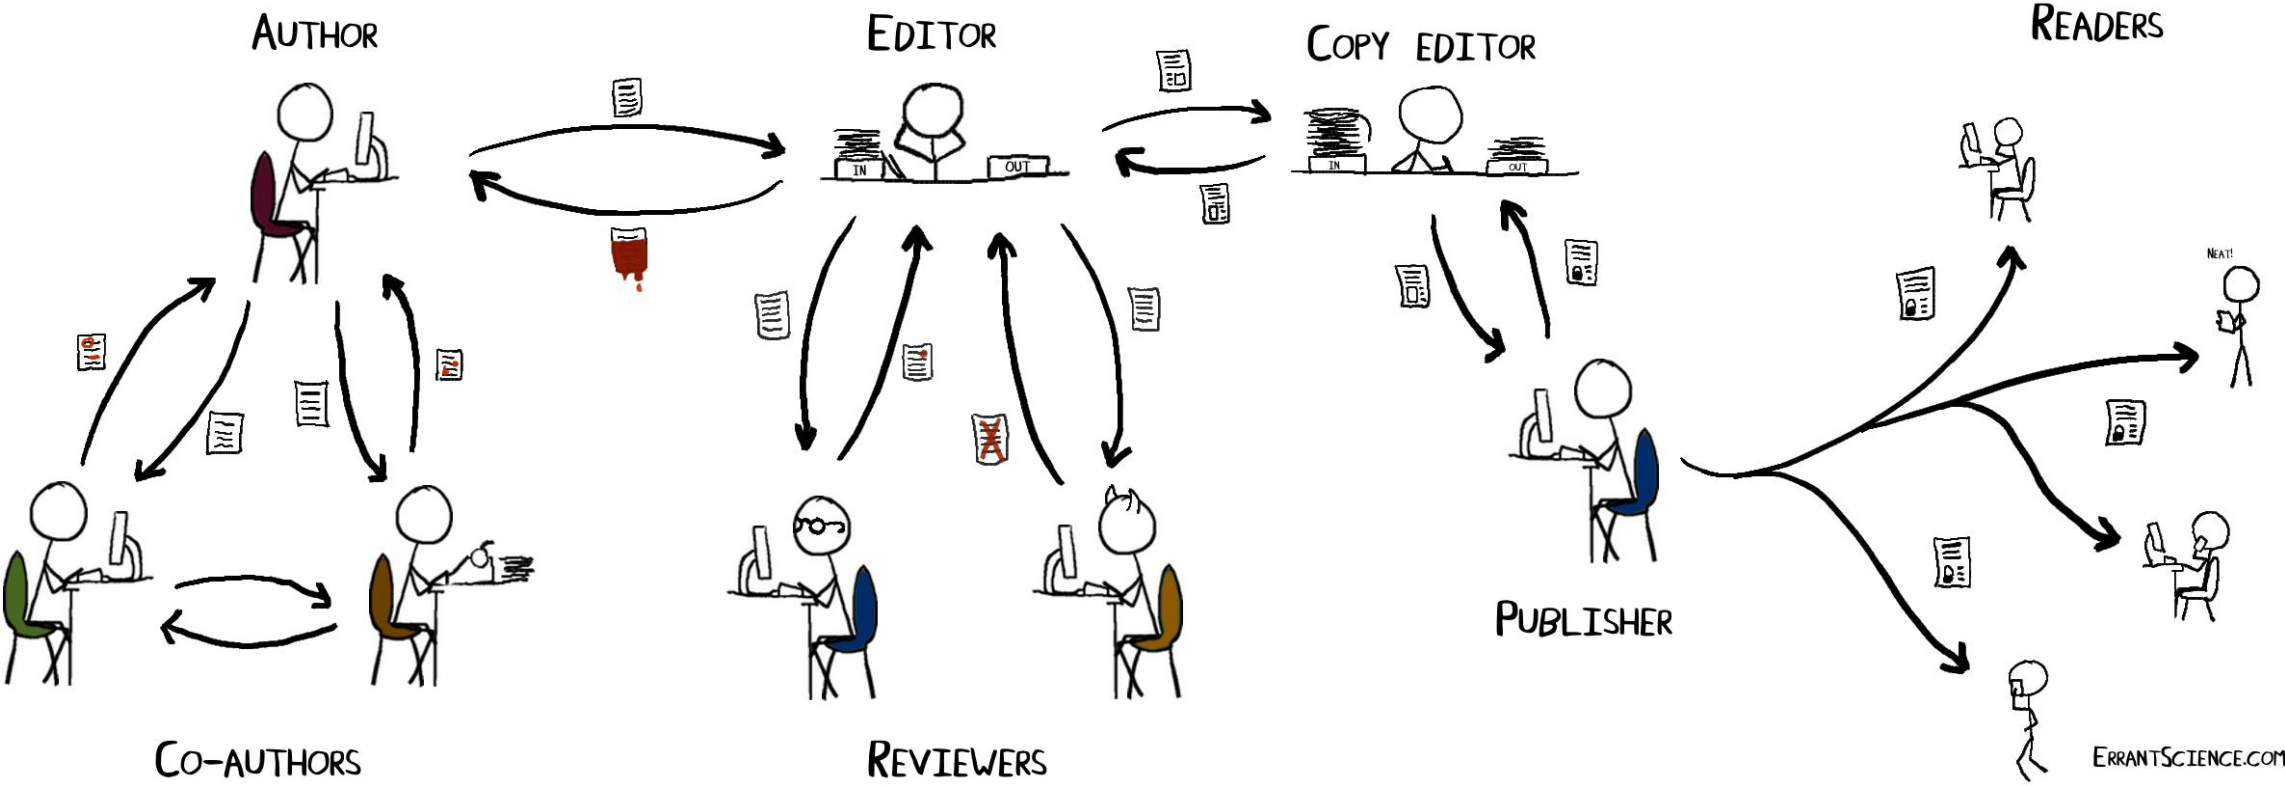 AUTHOR
EDITOR
COPY EDITOR
READERS
IN
OUT
IN
OUT
NEAT!
PUBLISHER
CO-AUTHORS
REVIEWERS
ERRANTSCIENCE.COM